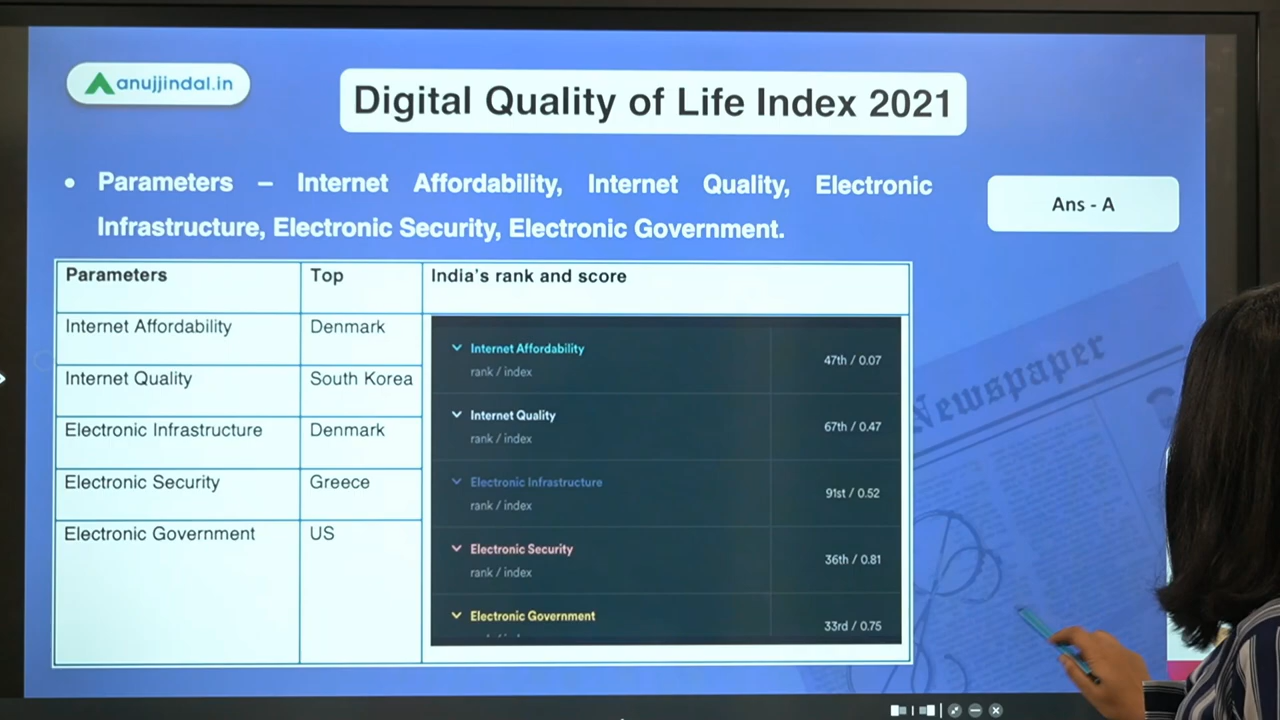 anujjindal.in
Digital Quality of Life Index 2021
• Parameters – Internet Affordability, Internet Quality, Electronic
Infrastructure, Electronic Security, Electronic Government.
Ans - A
Parameters Top India's rank and score
Internet Affordability Denmark
Internet Quality South Korea
Electronic Infrastructure Denmark
Electronic Security Greece
Electronic Government US
Internet Affordability 47th / 0.07
rank / index
Internet Quality 67th / 0.47
rank / index
Electronic Infrastructure 91st / 0.52
rank / index
Electronic Security 36th / 0.81
rank / index
Electronic Government 33rd / 0.75
Newspaper